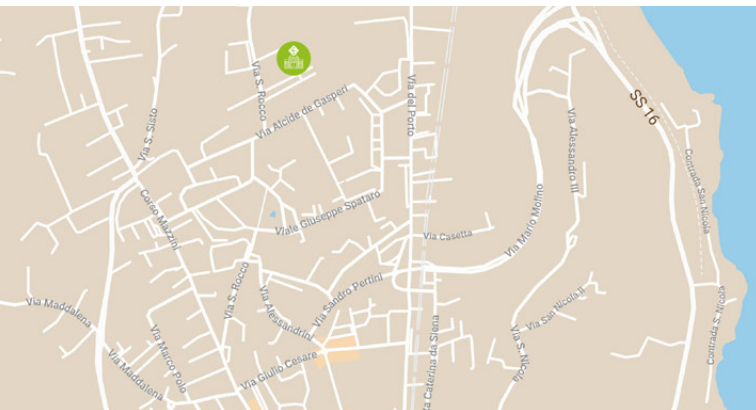 SS 16
Via S. Sisto
Via S. Rocco
Via Alcide de Gasperi
Via del Porto
Via Alessandro III
Contrada San Nicola
Corso Mazzini
Viale Giuseppe Spataro
Via Casetta
Via Mario Molino
Via S. Rocco
Via Alessandrini
Via Sandro Pertini
Via San Nicola II
Via Maddalena
Via Marco Polo
Via Maddalena
Via Giulio Cesare
ta Caterina da Siena
Via S. Nicola
Contrada S. Nicola